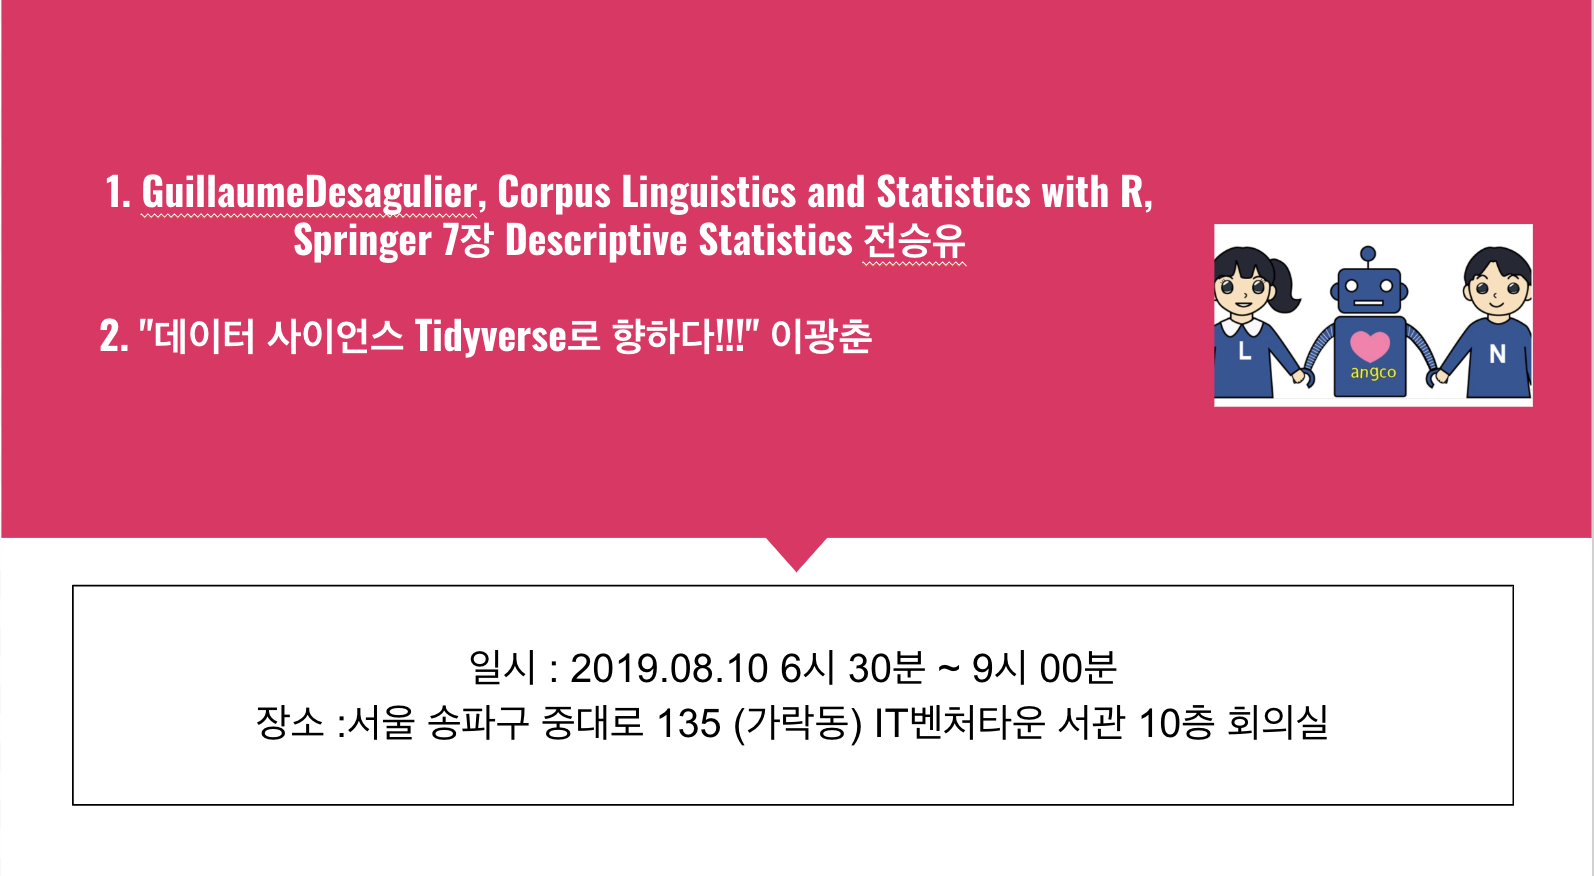 1. GuillaumeDesagulier, Corpus Linguistics and Statistics with R,
Springer 7장 Descriptive Statistics 전승유
2. "데이터 사이언스 Tidyverse로 향하다!!!" 이광춘
L
angco
N
일시 : 2019.08.10 6시 30분 ~ 9시 00분
장소 :서울 송파구 중대로 135 (가락동) IT벤처타운 서관 10층 회의실